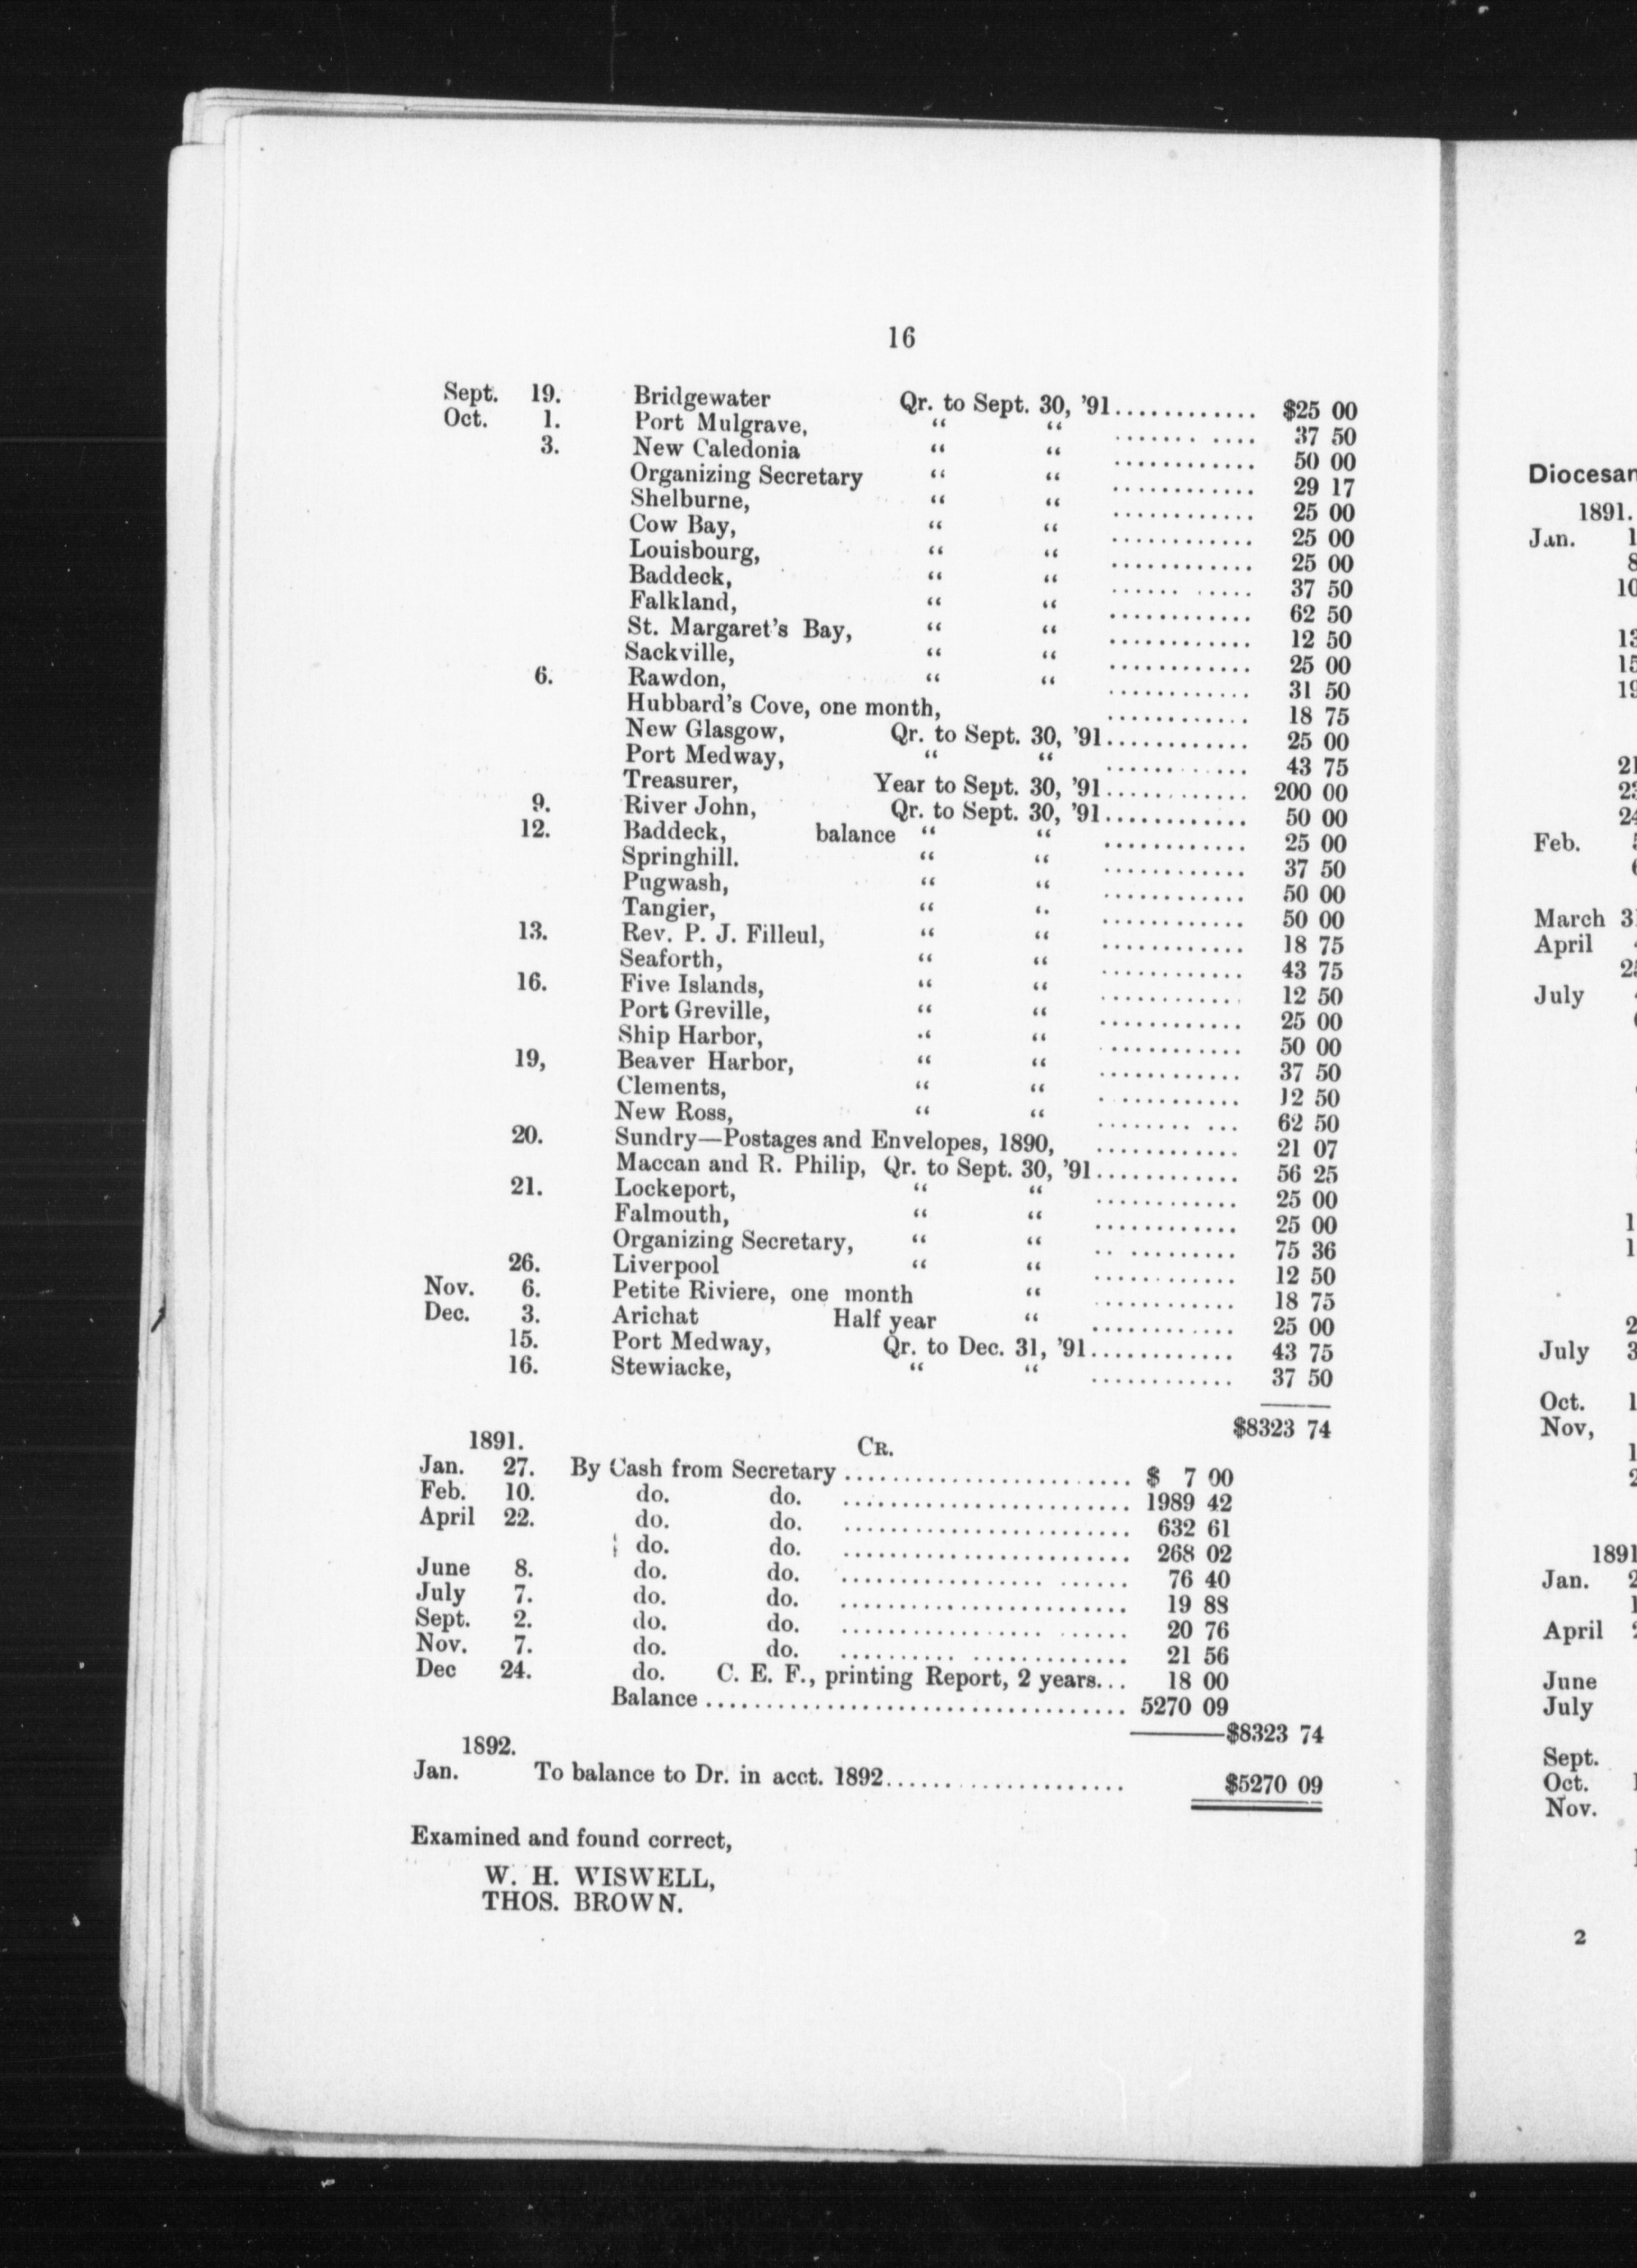 16
Sept. 19. Bridgewater Qr. to Sept. 30, '91............ $25 00
Oct. 1. Port Mulgrave, " " ....... .... 37 50
3. New Caledonia " " ............ 50 00
Organizing Secretary " " ............ 29 17
Shelburne, " " ............ 25 00
Cow Bay, " " ............ 25 00
Louisbourg, " " ............ 25 00
Baddeck, " " ...... ..... 37 50
Falkland, " " ............ 62 50
St. Margaret's Bay, " " ............ 12 50
Sackville, " " ............ 25 00
6. Rawdon, " " ............ 31 50
Hubbard's Cove, one month, ............ 18 75
New Glasgow, Qr. to Sept. 30, '91............ 25 00
Port Medway, " " ............ 43 75
Treasurer, Year to Sept. 30, '91............ 200 00
9. River John, Qr. to Sept. 30, '91............ 50 00
12. Baddeck, balance " " ............ 25 00
Springhill. " " ............ 37 50
Pugwash, " " ............ 50 00
Tangier, " " ............ 50 00
13. Rev. P. J. Filleul, " " ............ 18 75
Seaforth, " " ............ 43 75
16. Five Islands, " " ............ 12 50
Port Greville, " " ............ 25 00
Ship Harbor, " " ............ 50 00
19, Beaver Harbor, " " ............ 37 50
Clements, " " ............ 12 50
New Ross, " " ........ ... 62 50
20. Sundry—Postages and Envelopes, 1890, ............ 21 07
Maccan and R. Philip, Qr. to Sept. 30, '91............ 56 25
21. Lockeport, " " ............ 25 00
Falmouth, " " ............ 25 00
Organizing Secretary, " " .. ......... 75 36
26. Liverpool " " ............ 12 50
Nov. 6. Petite Riviere, one month " ............ 18 75
Dec. 3. Arichat Half year " ............ 25 00
15. Port Medway, Qr. to Dec. 31, '91............ 43 75
16. Stewiacke, " " ............ 37 50
$8323 74
1891. CR.
Jan. 27. By Cash from Secretary ......................... $ 7 00
Feb. 10. do. do. ......................... 1989 42
April 22. do. do. ......................... 632 61
do. do. ......................... 268 02
June 8. do. do. .................. ...... 76 40
July 7. do. do. ......................... 19 88
Sept. 2. do. do. .................. ...... 20 76
Nov. 7. do. do. .......... ............. 21 56
Dec 24. do. C. E. F., printing Report, 2 years... 18 00
Balance ..................................... 5270 09
$8323 74
1892.
Jan. To balance to Dr. in acct. 1892..................... $5270 09
Examined and found correct,
W. H. WISWELL,
THOS. BROWN.
Diocesan
1891.
Jan.
10
19
Feb.
March
April
July
July
Oct.
Nov,
1891
Jan.
April
June
July
Sept.
Oct.
Nov.
2